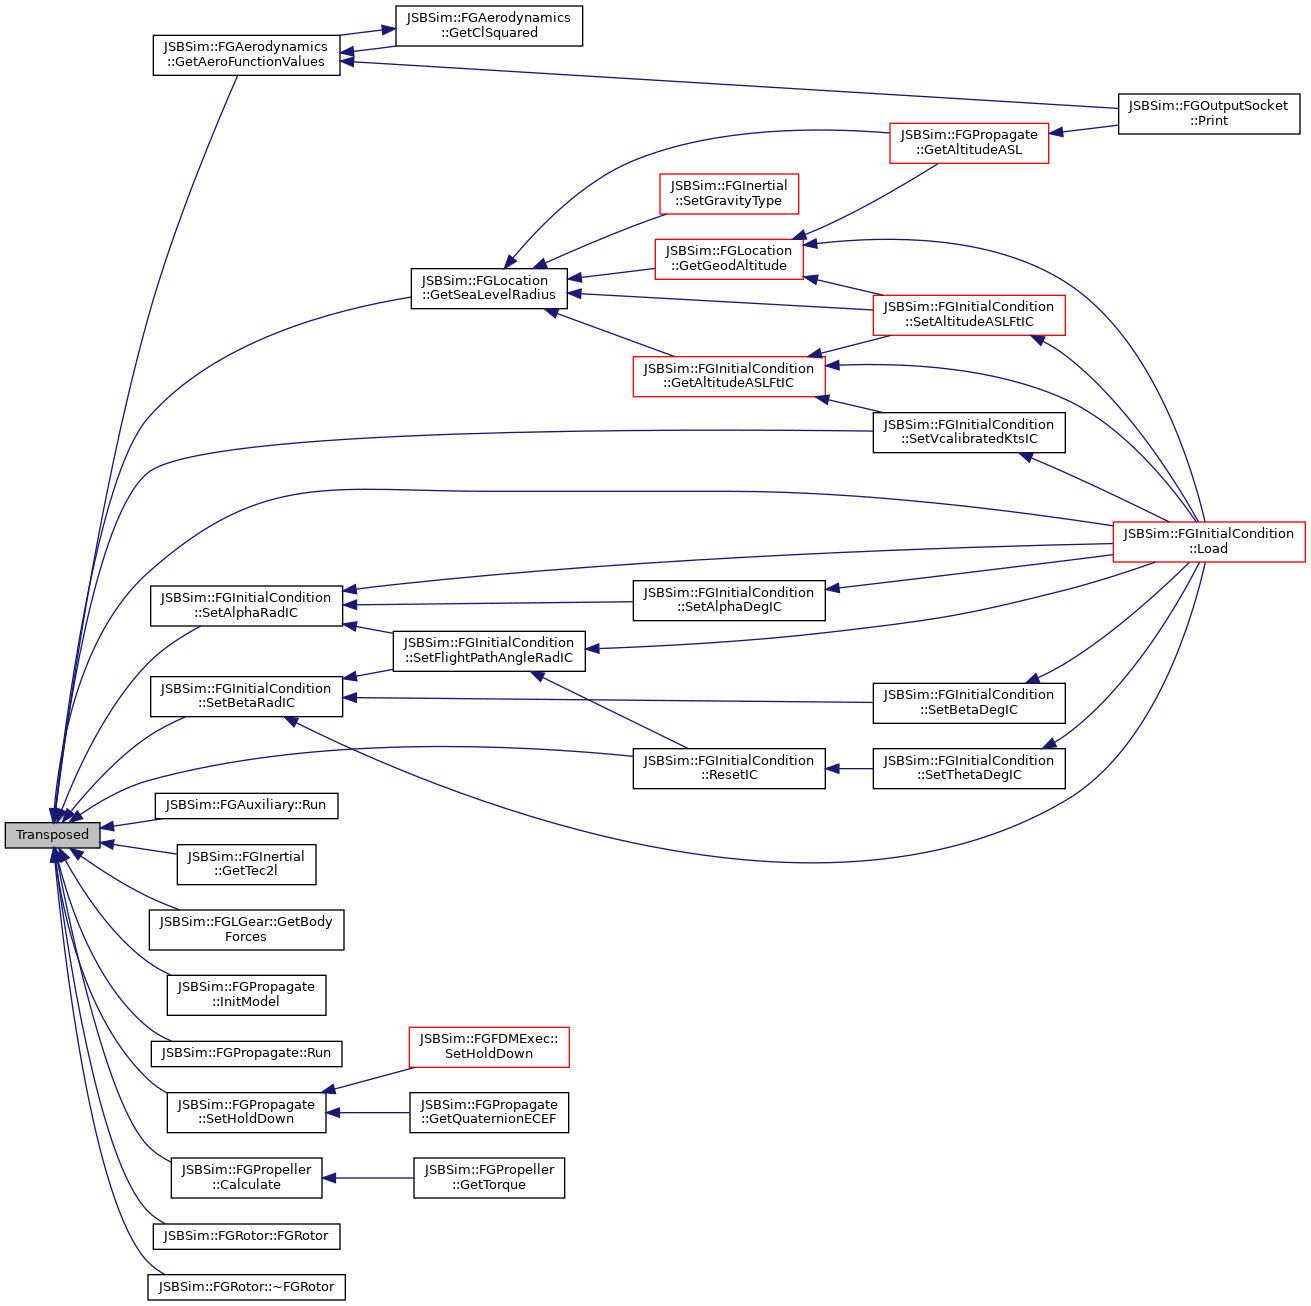 JSBSim::FGAerodynamics
::GetClSquared
JSBSim::FGAerodynamics
::GetAeroFunctionValues
JSBSim::FGOutputSocket
::Print
JSBSim::FGPropagate
::GetAltitudeASL
JSBSim::FGInertial
::SetGravityType
JSBSim::FGLocation
::GetGeodAltitude
JSBSim::FGLocation
::GetSeaLevelRadius
JSBSim::FGInitialCondition
::SetAltitudeASLFtIC
JSBSim::FGInitialCondition
::GetAltitudeASLFtIC
JSBSim::FGInitialCondition
::SetVcalibratedKtsIC
JSBSim::FGInitialCondition
::Load
JSBSim::FGInitialCondition
::SetAlphaRadIC
JSBSim::FGInitialCondition
::SetAlphaDegIC
JSBSim::FGInitialCondition
::SetFlightPathAngleRadIC
JSBSim::FGInitialCondition
::SetBetaRadIC
JSBSim::FGInitialCondition
::SetBetaDegIC
JSBSim::FGInitialCondition
::ResetIC
JSBSim::FGInitialCondition
::SetThetaDegIC
JSBSim::FGAuxiliary::Run
Transposed
JSBSim::FGInertial
::GetTec2l
JSBSim::FGLGear::GetBody
Forces
JSBSim::FGPropagate
::InitModel
JSBSim::FGPropagate::Run
JSBSim::FGFDMExec::
SetHoldDown
JSBSim::FGPropagate
::SetHoldDown
JSBSim::FGPropagate
::GetQuaternionECEF
JSBSim::FGPropeller
::Calculate
JSBSim::FGPropeller
::GetTorque
JSBSim::FGRotor::FGRotor
JSBSim::FGRotor::~FGRotor